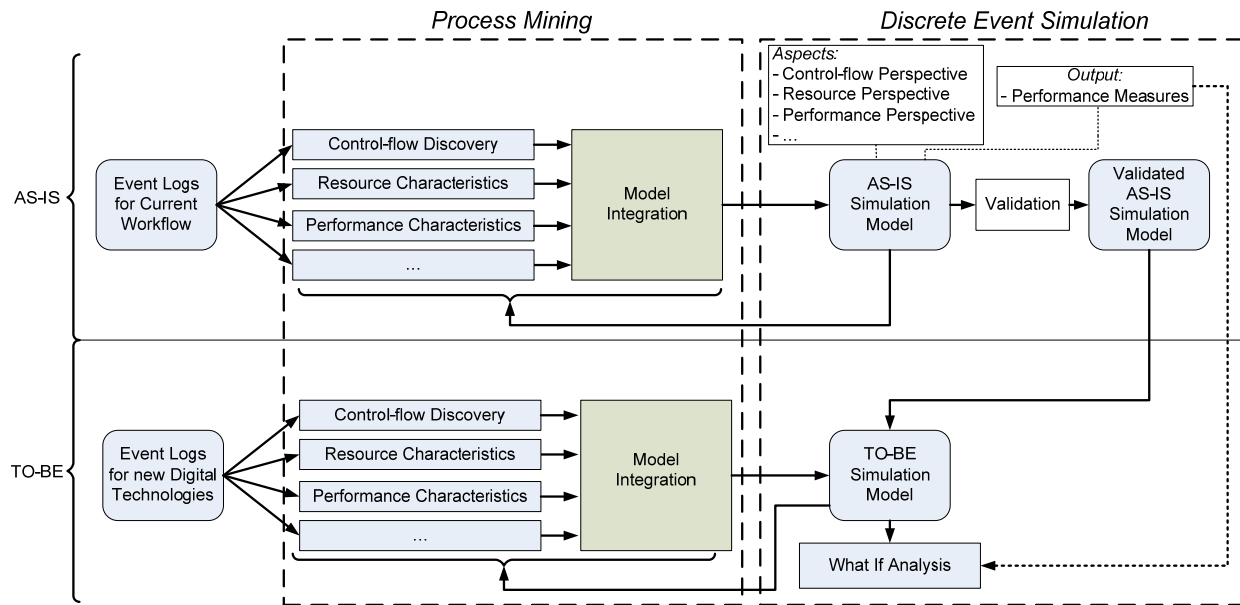 Process Mining
Discrete Event Simulation
Aspects:
- Control-flow Perspective
- Resource Perspective
- Performance Perspective
- ...
Output:
- Performance Measures
AS-IS
Event Logs
for Current
Workflow
Control-flow Discovery
Resource Characteristics
Performance Characteristics
...
Model
Integration
AS-IS
Simulation
Model
Validation
Validated
AS-IS
Simulation
Model
TO-BE
Event Logs
for new Digital
Technologies
Control-flow Discovery
Resource Characteristics
Performance Characteristics
...
Model
Integration
TO-BE
Simulation
Model
What If Analysis